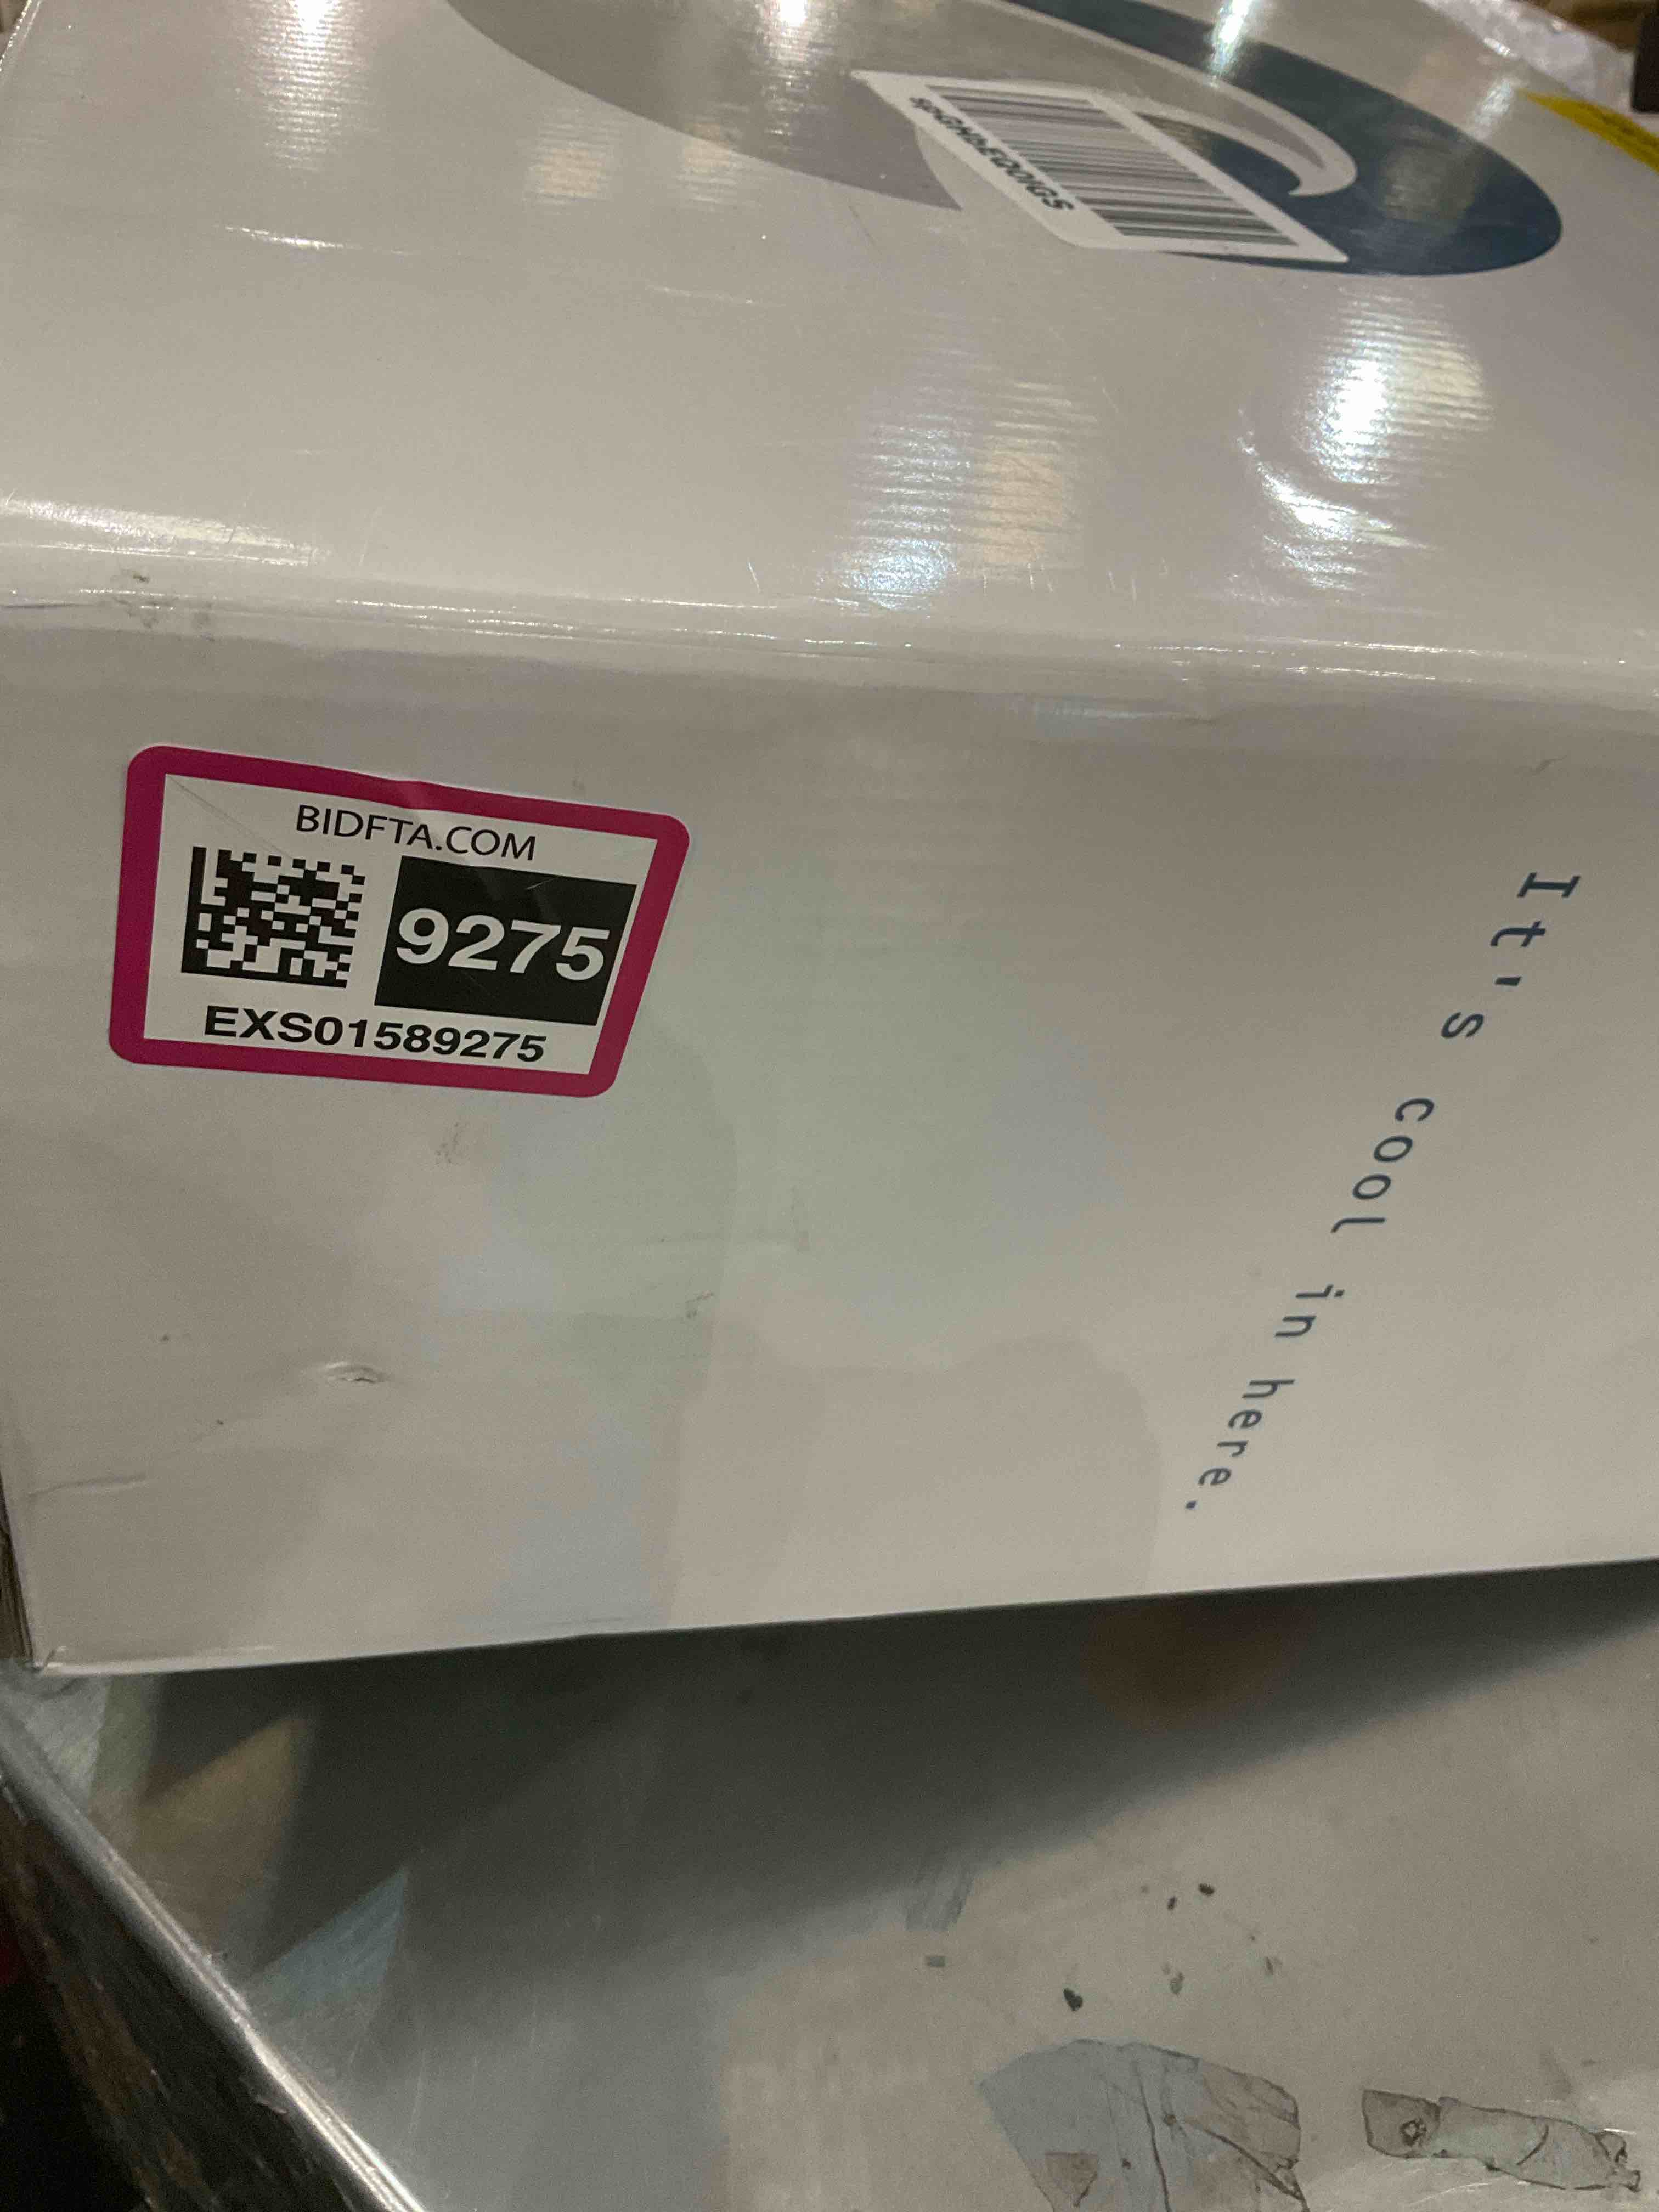 BIDFTA.COM
9275
EXS01589275
It's cool in here.